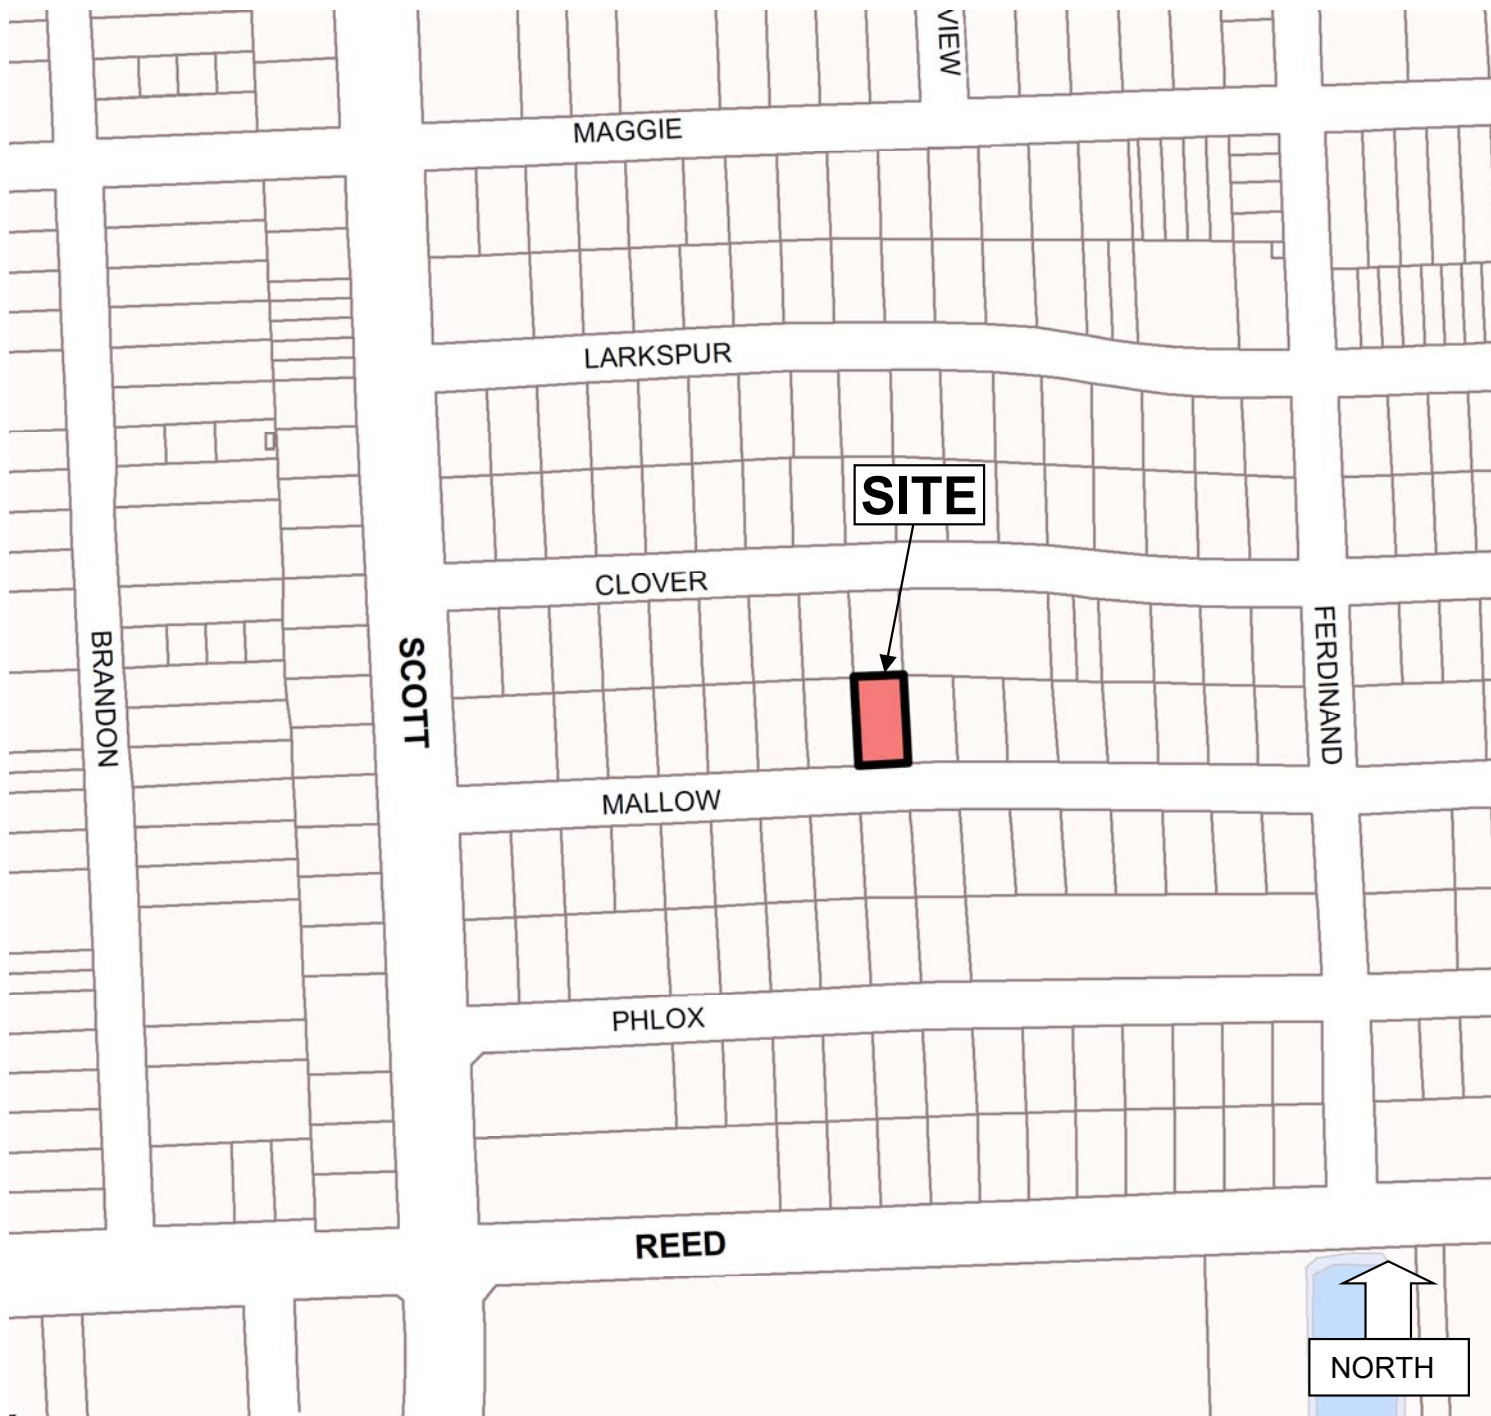 VIEW
MAGGIE
LARKSPUR
SITE
CLOVER
BRANDON
SCOTT
FERDINAND
MALLOW
PHLOX
REED
NORTH